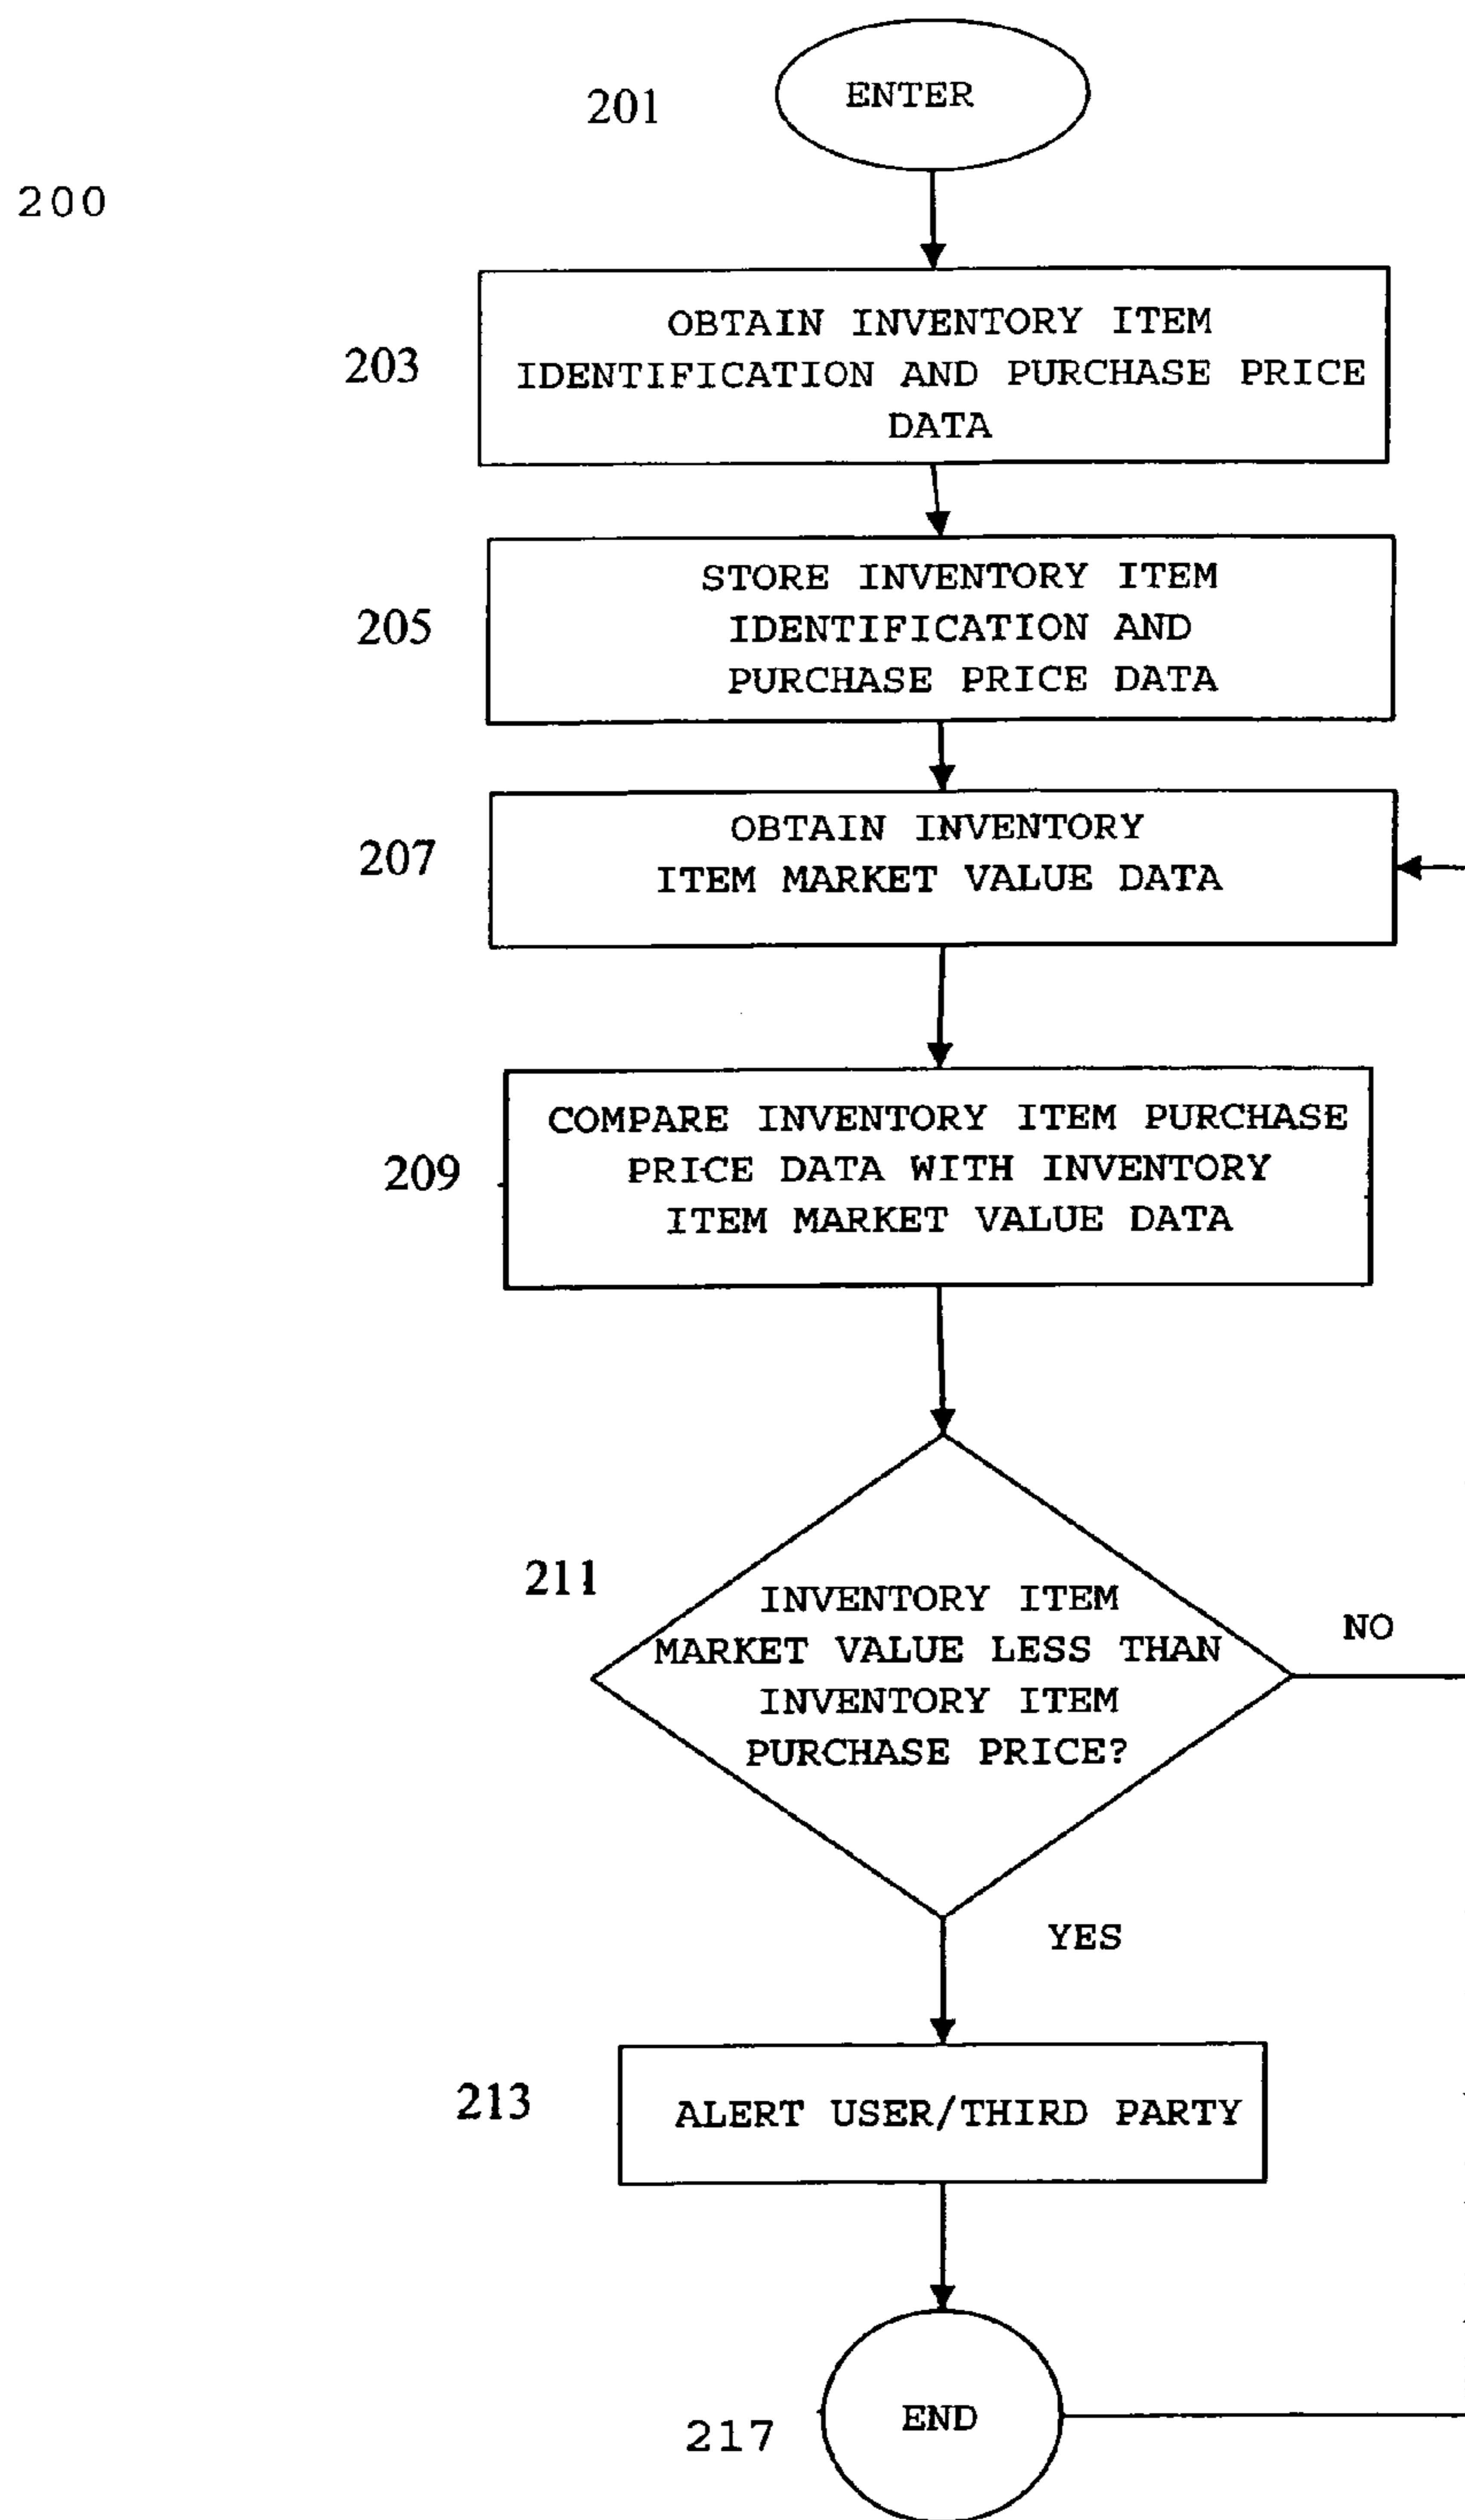 201
ENTER
200
OBTAIN INVENTORY ITEM
203
IDENTIFICATION AND PURCHASE PRICE
DATA
STORE INVENTORY ITEM
205
IDENTIFICATION AND
PURCHASE PRICE DATA
OBTAIN INVENTORY
207
ITEM MARKET VALUE DATA
COMPARE INVENTORY ITEM PURCHASE
209
PRICE DATA WITH INVENTORY
ITEM MARKET VALUE DATA
211
INVENTORY ITEM
MARKET VALUE LESS THAN
INVENTORY ITEM
PURCHASE PRICE?
NO
YES
213
ALERT USER/THIRD PARTY
217
END